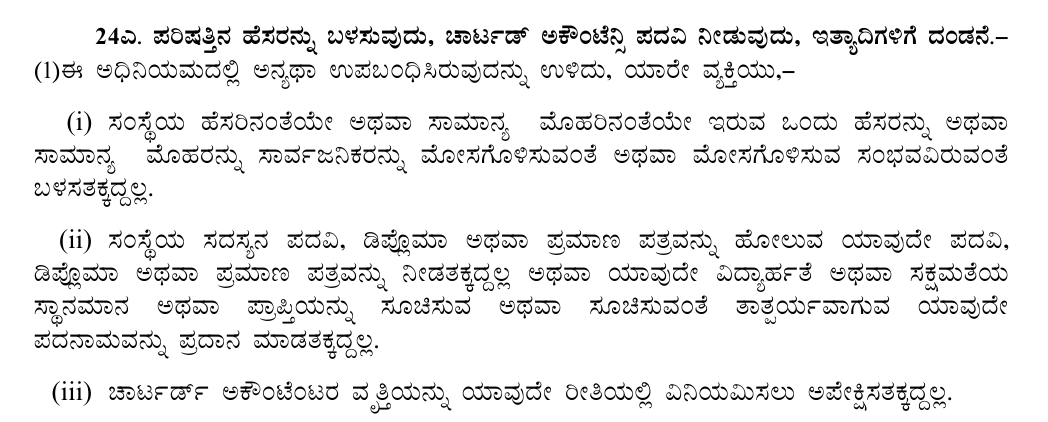 24ಎ. ಪರಿಷತ್ತಿನ ಹೆಸರನ್ನು ಬಳಸುವುದು, ಚಾರ್ಟರ್ಡ್ ಅಕೌಂಟೆನ್ಸಿ ಪದವಿ ನೀಡುವುದು, ಇತ್ಯಾದಿಗಳಿಗೆ ದಂಡನೆ.–
(1)ಈ ಅಧಿನಿಯಮದಲ್ಲಿ ಅನ್ಯಥಾ ಉಪಬಂಧಿಸಿರುವುದನ್ನು ಉಳಿದು, ಯಾರೇ ವ್ಯಕ್ತಿಯು,–
(i) ಸಂಸ್ಥೆಯ ಹೆಸರಿನಂತೆಯೇ ಅಥವಾ ಸಾಮಾನ್ಯ ಮೊಹರಿನಂತೆಯೇ ಇರುವ ಒಂದು ಹೆಸರನ್ನು ಅಥವಾ
ಸಾಮಾನ್ಯ ಮೊಹರನ್ನು ಸಾರ್ವಜನಿಕರನ್ನು ಮೋಸಗೊಳಿಸುವಂತೆ ಅಥವಾ ಮೋಸಗೊಳಿಸುವ ಸಂಭವವಿರುವಂತೆ
ಬಳಸತಕ್ಕದ್ದಲ್ಲ.
(ii) ಸಂಸ್ಥೆಯ ಸದಸ್ಯನ ಪದವಿ, ಡಿಪ್ಲೊಮಾ ಅಥವಾ ಪ್ರಮಾಣ ಪತ್ರವನ್ನು ಹೋಲುವ ಯಾವುದೇ ಪದವಿ,
ಡಿಪ್ಲೊಮಾ ಅಥವಾ ಪ್ರಮಾಣ ಪತ್ರವನ್ನು ನೀಡತಕ್ಕದ್ದಲ್ಲ ಅಥವಾ ಯಾವುದೇ ವಿದ್ಯಾರ್ಹತೆ ಅಥವಾ ಸಕ್ಷಮತೆಯ
ಸ್ಥಾನಮಾನ ಅಥವಾ ಪ್ರಾಪ್ತಿಯನ್ನು ಸೂಚಿಸುವ ಅಥವಾ ಸೂಚಿಸುವಂತೆ ತಾತ್ಪರ್ಯವಾಗುವ ಯಾವುದೇ
ಪದನಾಮವನ್ನು ಪ್ರದಾನ ಮಾಡತಕ್ಕದ್ದಲ್ಲ.
(iii) ಚಾರ್ಟರ್ಡ್ ಅಕೌಂಟೆಂಟರ ವೃತ್ತಿಯನ್ನು ಯಾವುದೇ ರೀತಿಯಲ್ಲಿ ವಿನಿಯಮಿಸಲು ಅಪೇಕ್ಷಿಸತಕ್ಕದ್ದಲ್ಲ.